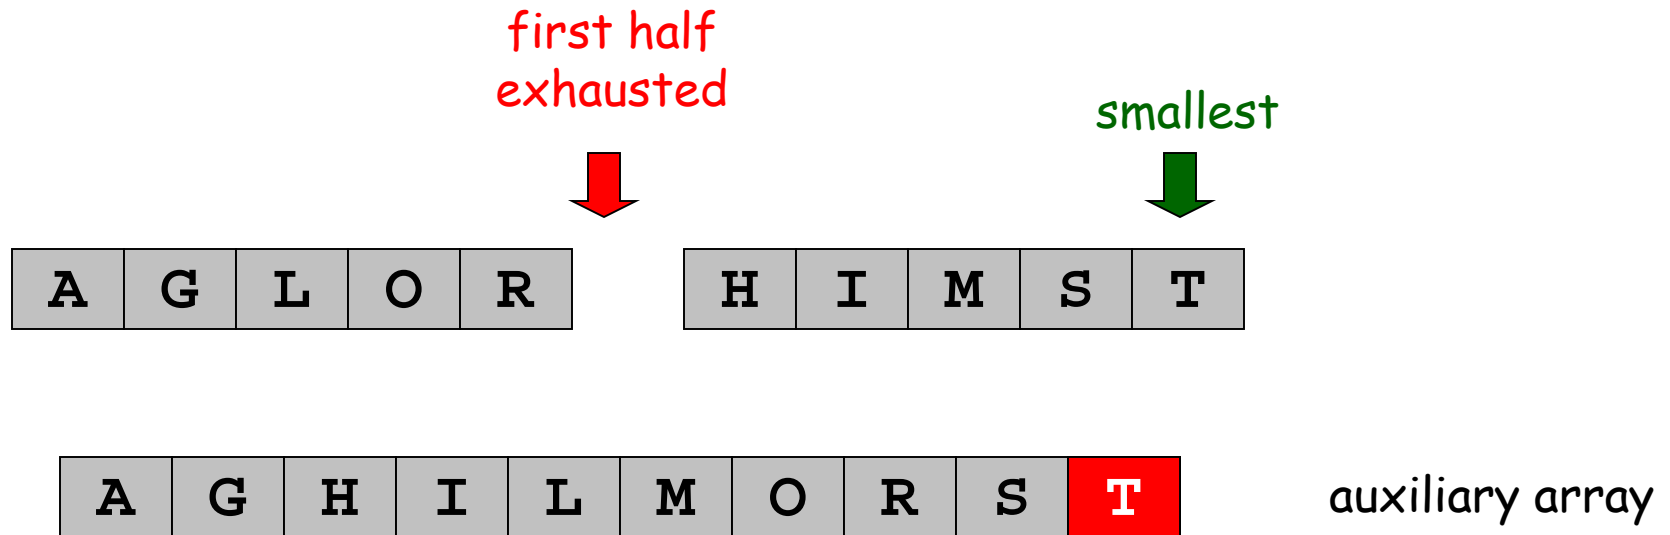 first half
exhausted
smallest
A G L O R H I M S T
A G H I L M O R S T auxiliary array